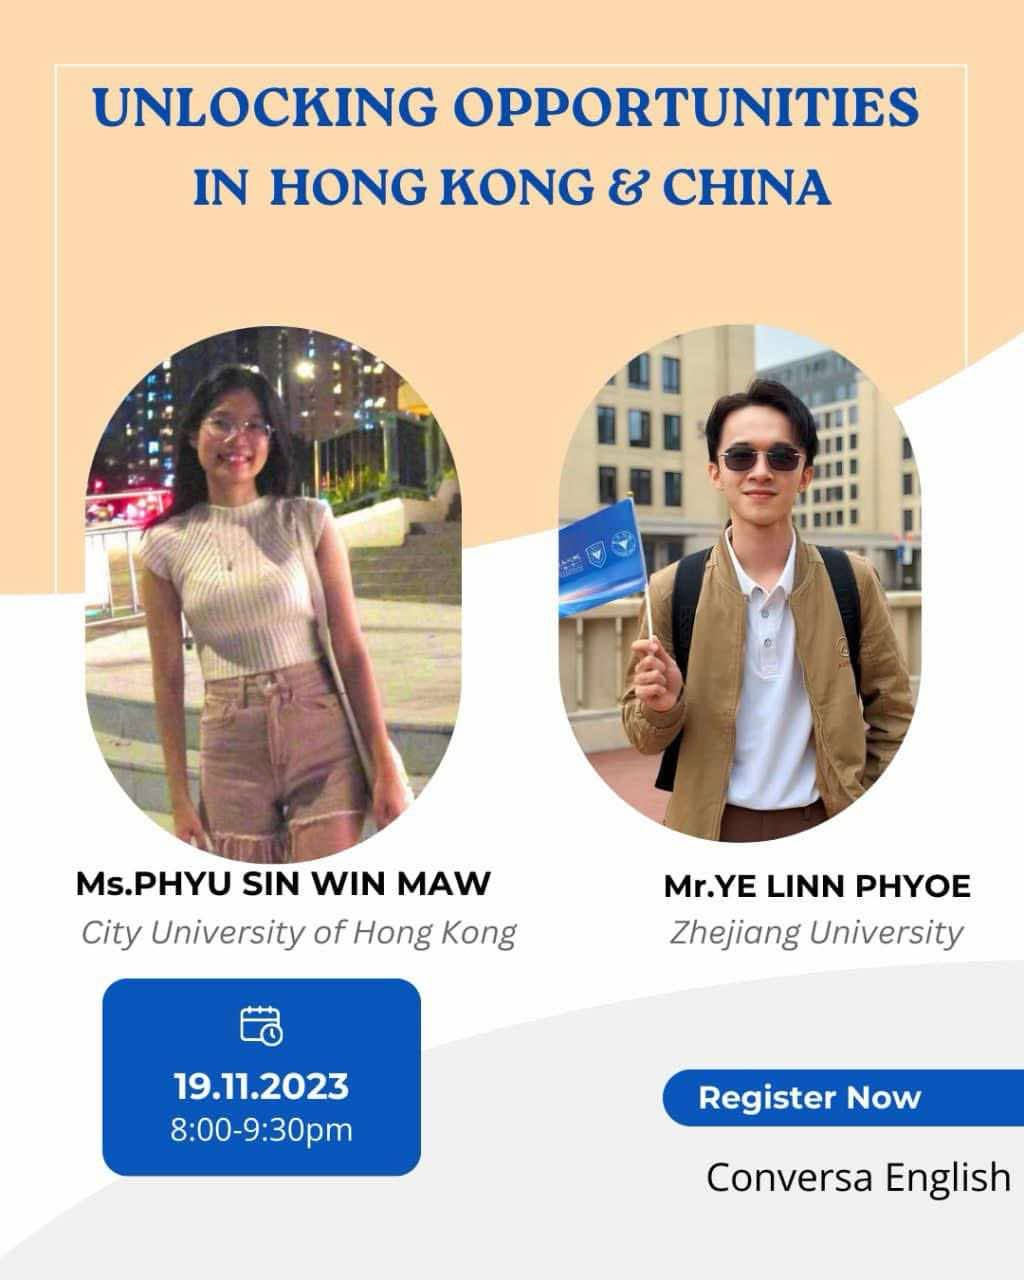 UNLOCKING OPPORTUNITIES
IN HONG KONG & CHINA
Ms.PHYU SIN WIN MAW
City University of Hong Kong
Mr.YE LINN PHYOE
Zhejiang University
19.11.2023
8:00-9:30pm
Register Now
Conversa English